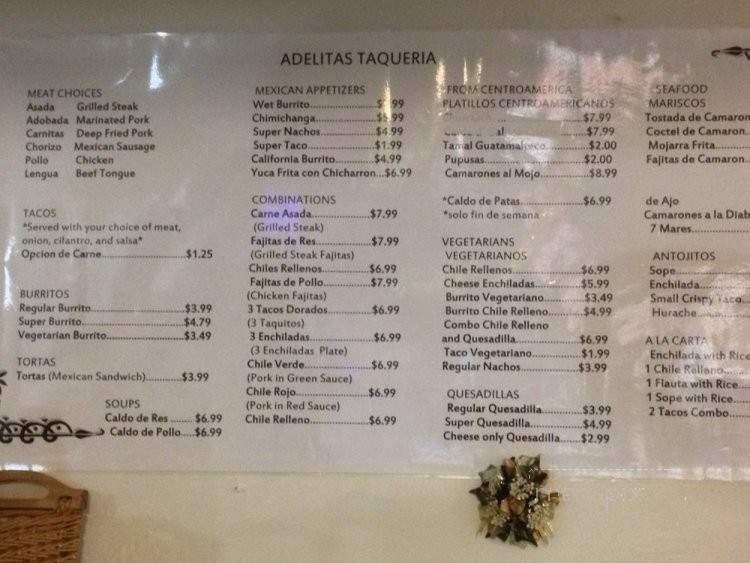 ADELITAS TAQUERIA
MEAT CHOICES
Asada Grilled Steak
Adobada Marinated Pork
Carnitas Deep Fried Pork
Chorizo Mexican Sausage
Pollo Chicken
Lengua Beef Tongue
TACOS
*Served with your choice of meat,
onion, cilantro, and salsa*
Opcion de Carne $1.25
BURRITOS
Regular Burrito $3.99
Super Burrito $4.79
Vegetarian Burrito $3.49
TORTAS
Tortas (Mexican Sandwich) $3.99
SOUPS
Caldo de Res $6.99
Caldo de Pollo $6.99
MEXICAN APPETIZERS
Wet Burrito
Chimichanga
Super Nachos $4.99
Super Taco $1.99
California Burrito $4.99
Yuca Frita con Chicharron $6.99
COMBINATIONS
Carne Asada $7.99
(Grilled Steak)
Fajitas de Res $7.99
(Grilled Steak Fajitas)
Chiles Rellenos $6.99
Fajitas de Pollo $7.99
(Chicken Fajitas)
3 Tacos Dorados $6.99
(3 Taquitos)
3 Enchiladas $6.99
(3 Enchiladas Plate)
Chile Verde $6.99
(Pork in Green Sauce)
Chile Rojo $6.99
(Pork in Red Sauce)
Chile Relleno $6.99
FROM CENTROAMERICA
PLATILLOS CENTROAMERICANOS
$7.99
$7.99
Tamal Guatamalteco $2.00
Pupusas $2.00
Camarones al Mojo $8.99
*Caldo de Patas $6.99
*solo fin de semana
VEGETARIANS
VEGETARIANOS
Chile Rellenos $6.99
Cheese Enchiladas $5.99
Burrito Vegetariano $3.49
Burrito Chile Relleno $4.99
Combo Chile Relleno
and Quesadilla $6.99
Taco Vegetariano $1.99
Regular Nachos $3.99
QUESADILLAS
Regular Quesadilla $3.99
Super Quesadilla $4.99
Cheese only Quesadilla $2.99
SEAFOOD
MARISCOS
Tostada de Camaron
Coctel de Camaron
Mojarra Frita
Fajitas de Camaron
de Ajo
Camarones a la Diab
7 Mares
ANTOJITOS
Sope
Enchilada
Small Crispy Taco
Hurache
A LA CARTA
Enchilada with Rice
1 Chile Relleno
1 Flauta with Rice
1 Sope with Rice
2 Tacos Combo